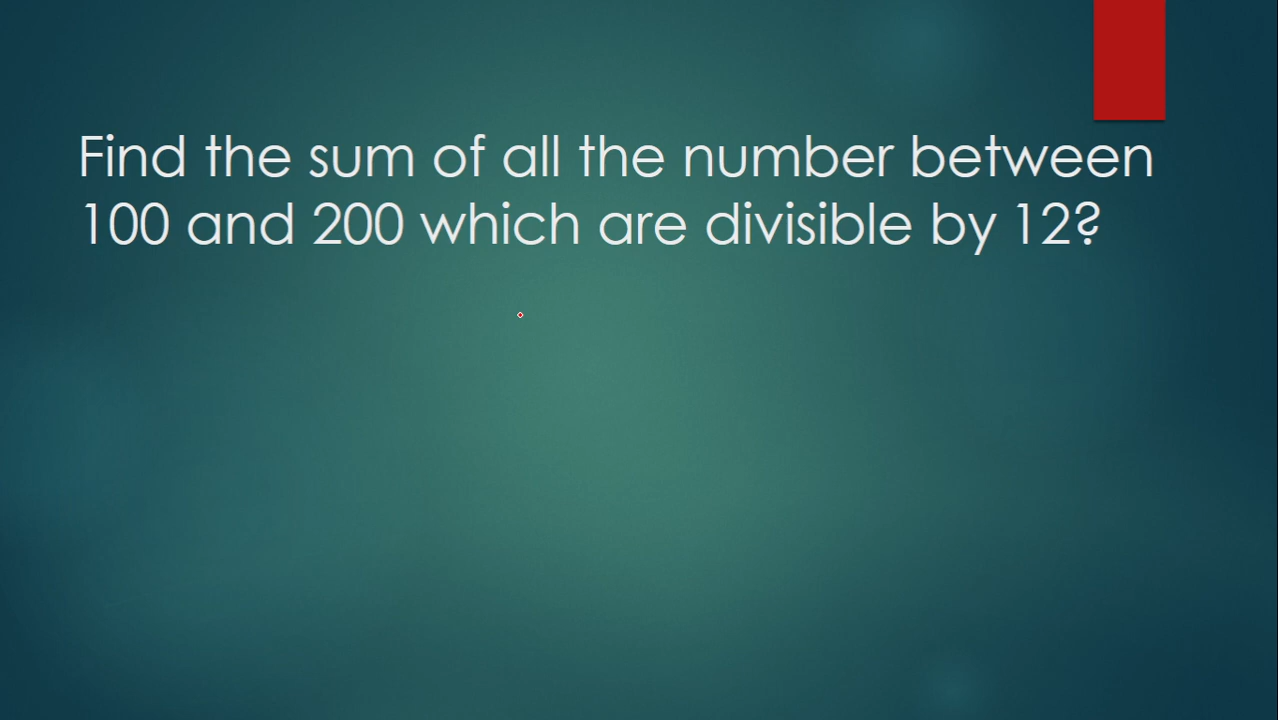 Find the sum of all the number between
100 and 200 which are divisible by 12?